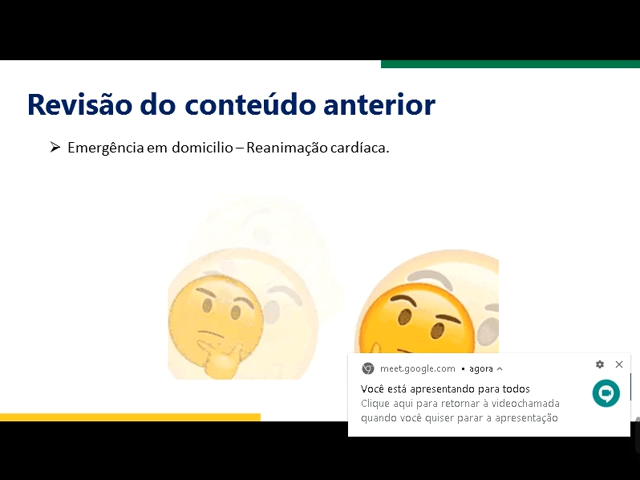 Revisão do conteúdo anterior
➢ Emergência em domicilio – Reanimação cardíaca.
meet.google.com • agora
Você está apresentando para todos
Clique aqui para retornar à videochamada
quando você quiser parar a apresentação